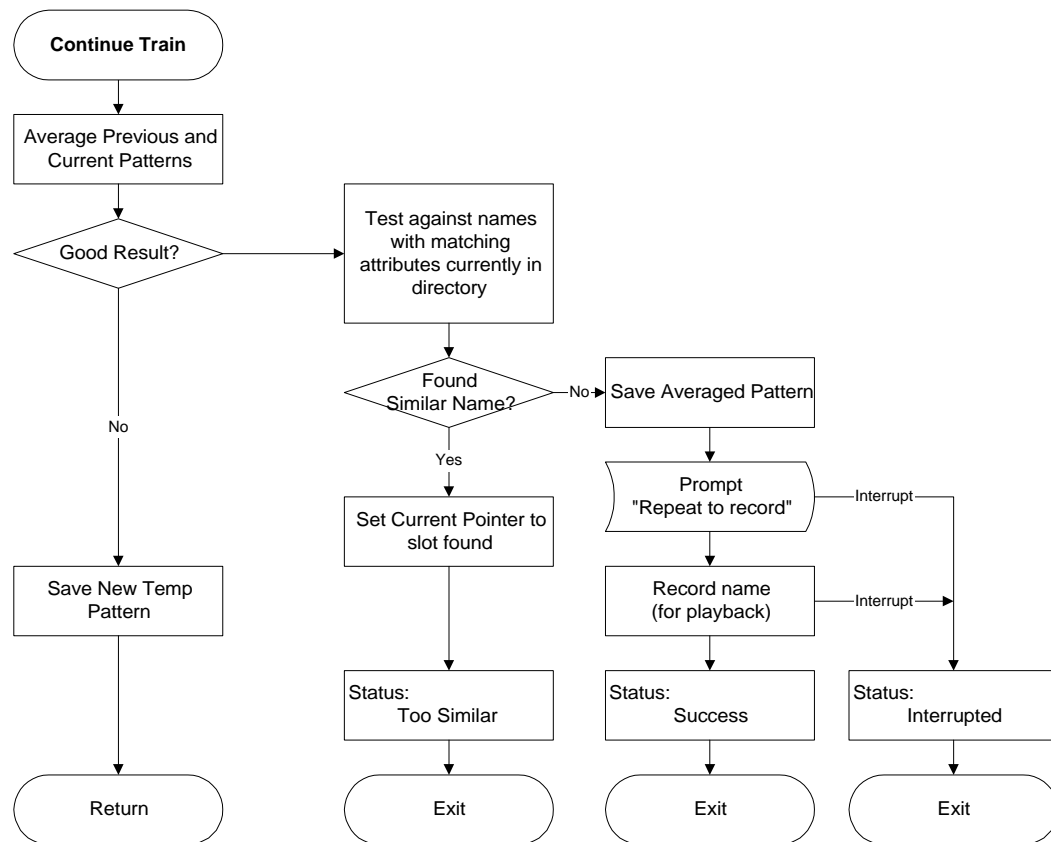 Continue Train
Average Previous and
Current Patterns
Good Result?
Test against names
with matching
attributes currently in
directory
Found
Similar Name?
No
Save Averaged Pattern
No
Yes
Prompt
"Repeat to record"
Interrupt
Set Current Pointer to
slot found
Save New Temp
Pattern
Record name
(for playback)
Interrupt
Status:
Too Similar
Status:
Success
Status:
Interrupted
Return
Exit
Exit
Exit